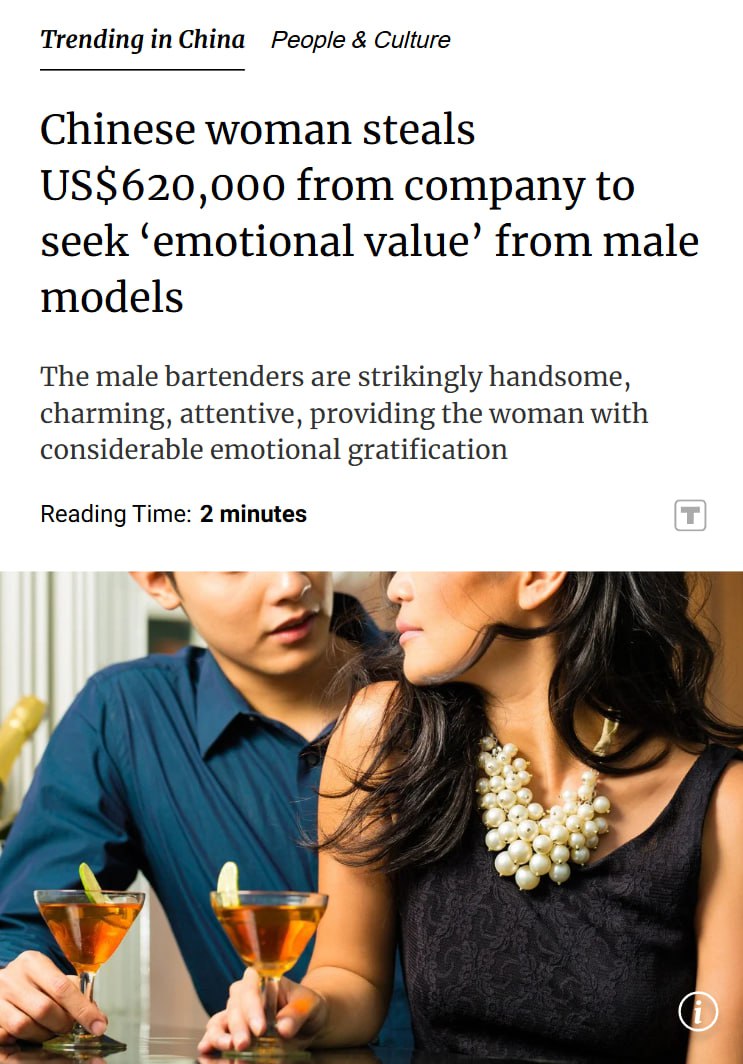 Trending in China People & Culture
Chinese woman steals
US$620,000 from company to
seek ‘emotional value’ from male
models
The male bartenders are strikingly handsome,
charming, attentive, providing the woman with
considerable emotional gratification
Reading Time: 2 minutes
T
i